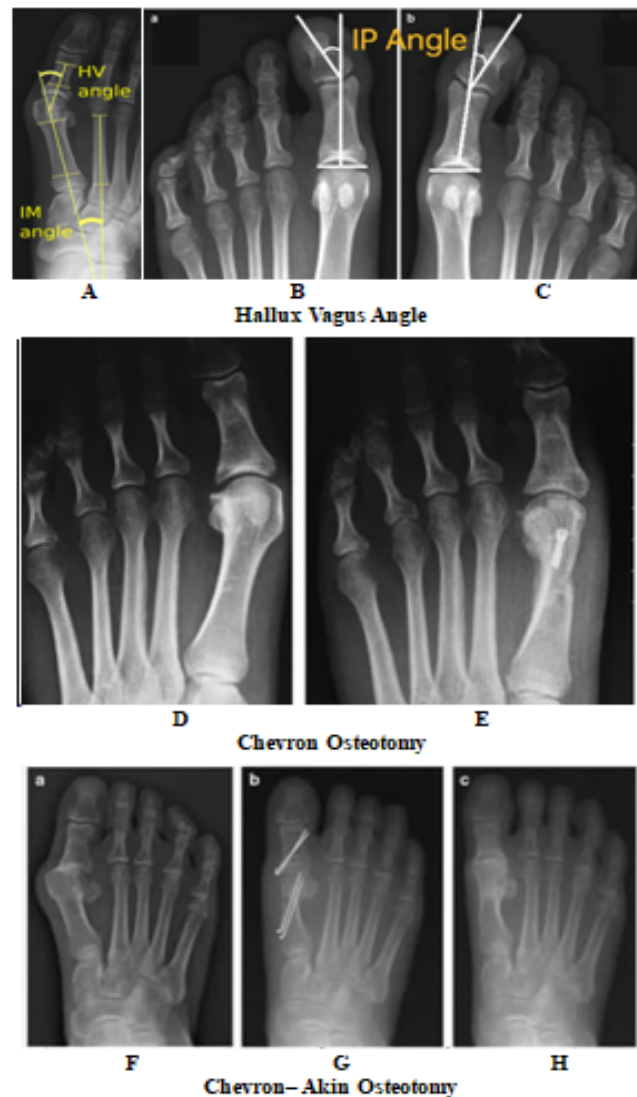 a
b
IP Angle
HV
angle
IM
angle
A
B
C
Hallux Vagus Angle
D
E
Chevron Osteotomy
a
b
c
F
G
H
Chevron– Akin Osteotomy